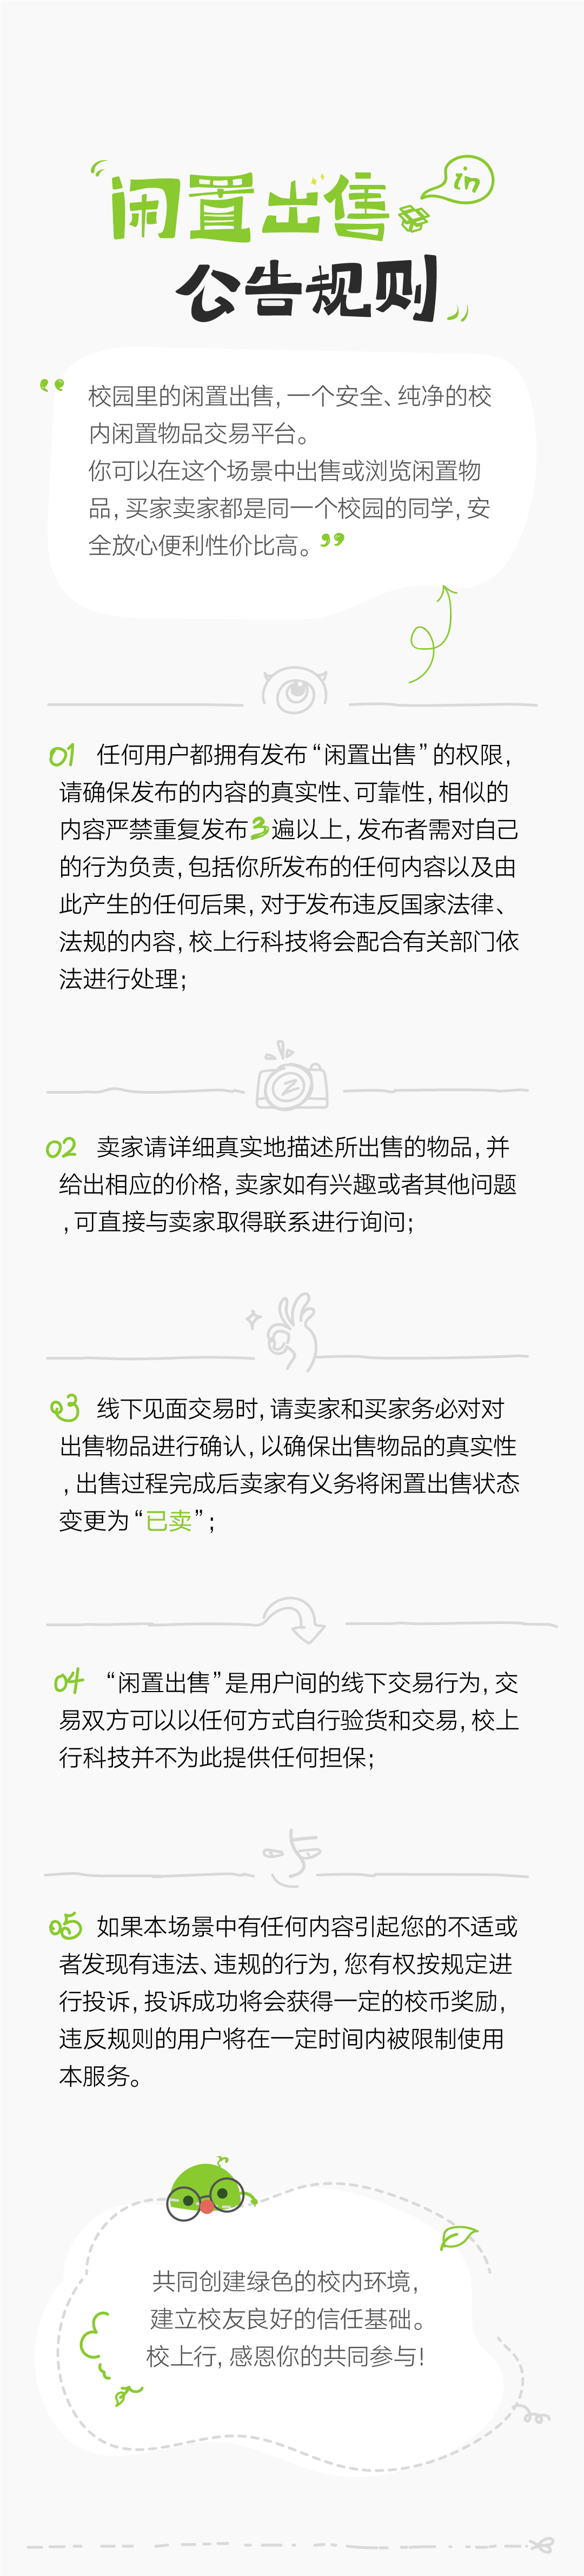 闲置出售
in
公告规则
校园里的闲置出售，一个安全、纯净的校
内闲置物品交易平台。
你可以在这个场景中出售或浏览闲置物
品，买家卖家都是同一个校园的同学，安
全放心便利性价比高。
01 任何用户都拥有发布“闲置出售”的权限，
请确保发布的内容的真实性、可靠性，相似的
内容严禁重复发布3遍以上，发布者需对自己
的行为负责，包括你所发布的任何内容以及由
此产生的任何后果，对于发布违反国家法律、
法规的内容，校上行科技将会配合有关部门依
法进行处理；
02 卖家请详细真实地描述所出售的物品，并
给出相应的价格，卖家如有兴趣或者其他问题
，可直接与卖家取得联系进行询问；
03 线下见面交易时，请卖家和买家务必对对
出售物品进行确认，以确保出售物品的真实性
，出售过程完成后卖家有义务将闲置出售状态
变更为“已卖”；
04 “闲置出售”是用户间的线下交易行为，交
易双方可以以任何方式自行验货和交易，校上
行科技并不为此提供任何担保；
05 如果本场景中有任何内容引起您的不适或
者发现有违法、违规的行为，您有权按规定进
行投诉，投诉成功将会获得一定的校币奖励，
违反规则的用户将在一定时间内被限制使用
本服务。
共同创建绿色的校内环境，
建立校友良好的信任基础。
校上行，感恩你的共同参与！